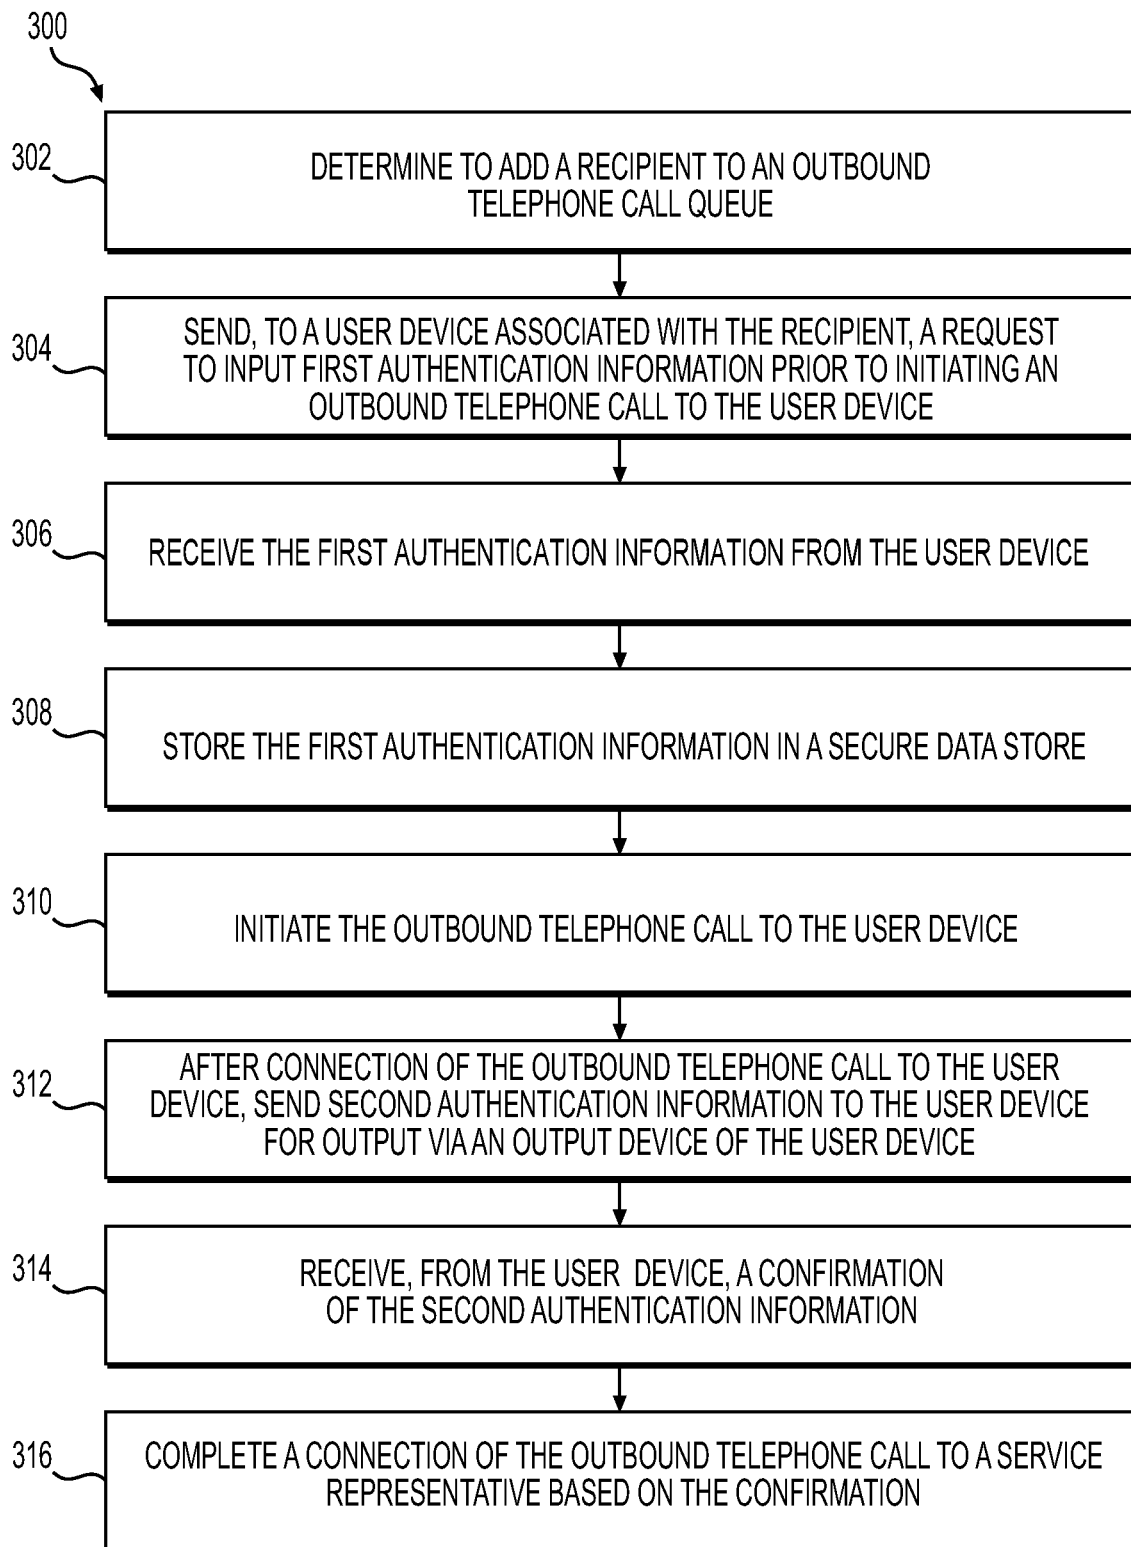 300
302
DETERMINE TO ADD A RECIPIENT TO AN OUTBOUND
TELEPHONE CALL QUEUE
304
SEND, TO A USER DEVICE ASSOCIATED WITH THE RECIPIENT, A REQUEST
TO INPUT FIRST AUTHENTICATION INFORMATION PRIOR TO INITIATING AN
OUTBOUND TELEPHONE CALL TO THE USER DEVICE
306
RECEIVE THE FIRST AUTHENTICATION INFORMATION FROM THE USER DEVICE
308
STORE THE FIRST AUTHENTICATION INFORMATION IN A SECURE DATA STORE
310
INITIATE THE OUTBOUND TELEPHONE CALL TO THE USER DEVICE
312
AFTER CONNECTION OF THE OUTBOUND TELEPHONE CALL TO THE USER
DEVICE, SEND SECOND AUTHENTICATION INFORMATION TO THE USER DEVICE
FOR OUTPUT VIA AN OUTPUT DEVICE OF THE USER DEVICE
314
RECEIVE, FROM THE USER DEVICE, A CONFIRMATION
OF THE SECOND AUTHENTICATION INFORMATION
316
COMPLETE A CONNECTION OF THE OUTBOUND TELEPHONE CALL TO A SERVICE
REPRESENTATIVE BASED ON THE CONFIRMATION